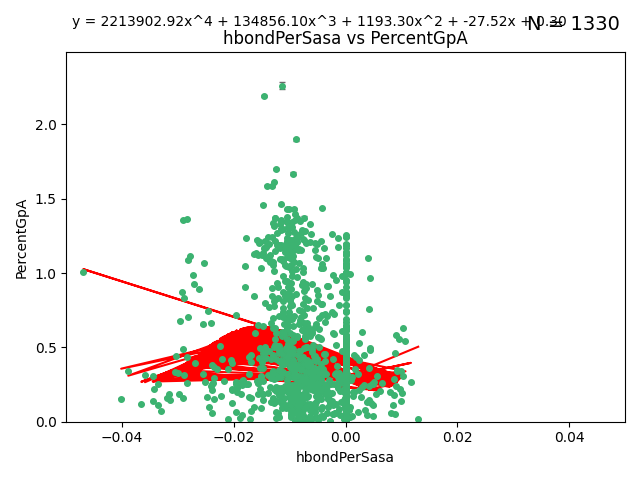 y = 2213902.92x^4 + 134856.10x^3 + 1193.30x^2 + -27.52x + 0.30
N = 1330
hbondPerSasa vs PercentGpA
PercentGpA
2.0
1.5
1.0
0.5
0.0
−0.04 −0.02 0.00 0.02 0.04
hbondPerSasa